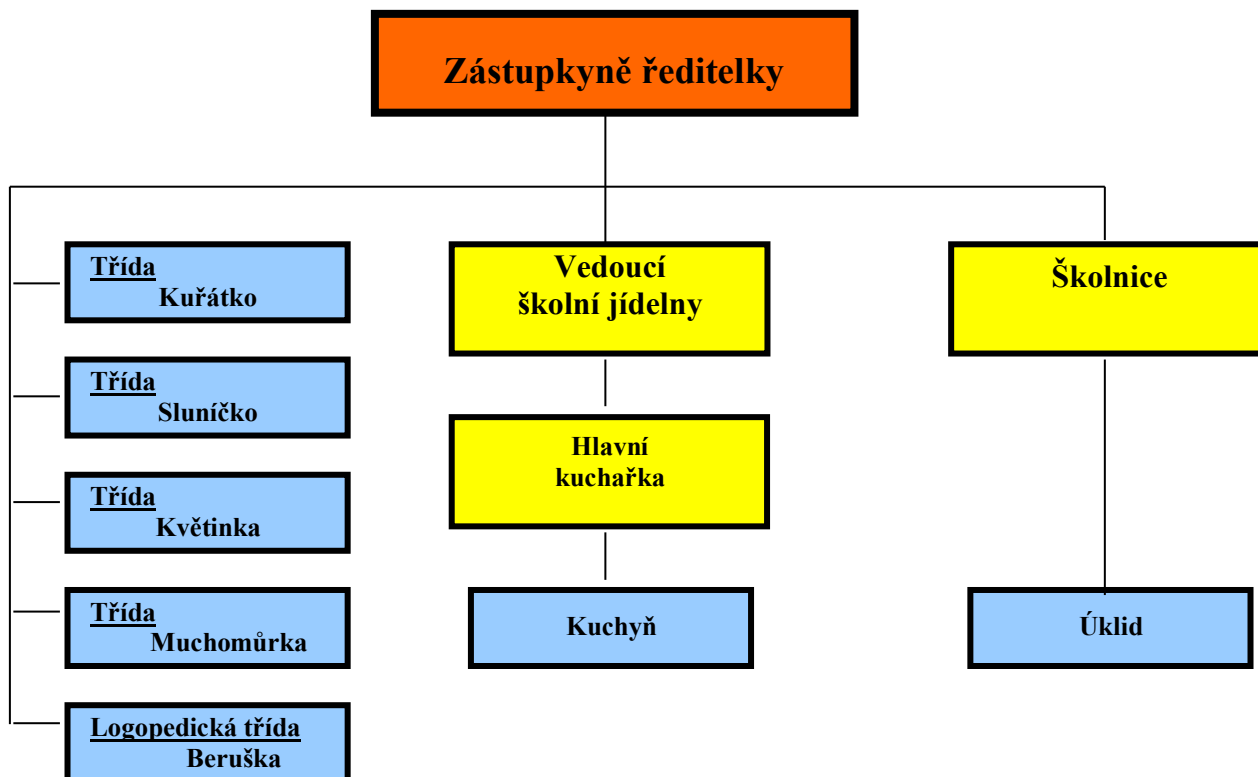 Zástupkyně ředitelky
Třída
Kuřátko
Třída
Sluníčko
Třída
Květinka
Třída
Muchomůrka
Logopedická třída
Beruška
Vedoucí
školní jídelny
Hlavní
kuchařka
Kuchyň
Školnice
Úklid